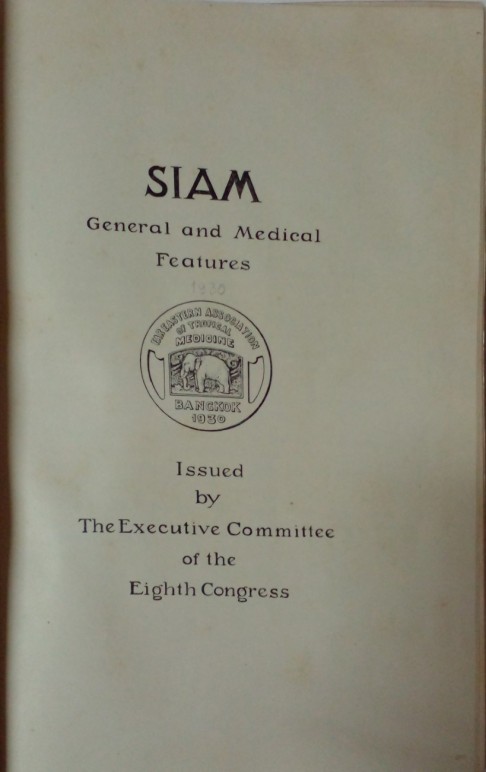 SIAM
General and Medical
Features
1930
FAR EASTERN ASSOCIATION
OF TROPICAL
MEDICINE
BANGKOK
1930
Issued
by
The Executive Committee
of the
Eighth Congress